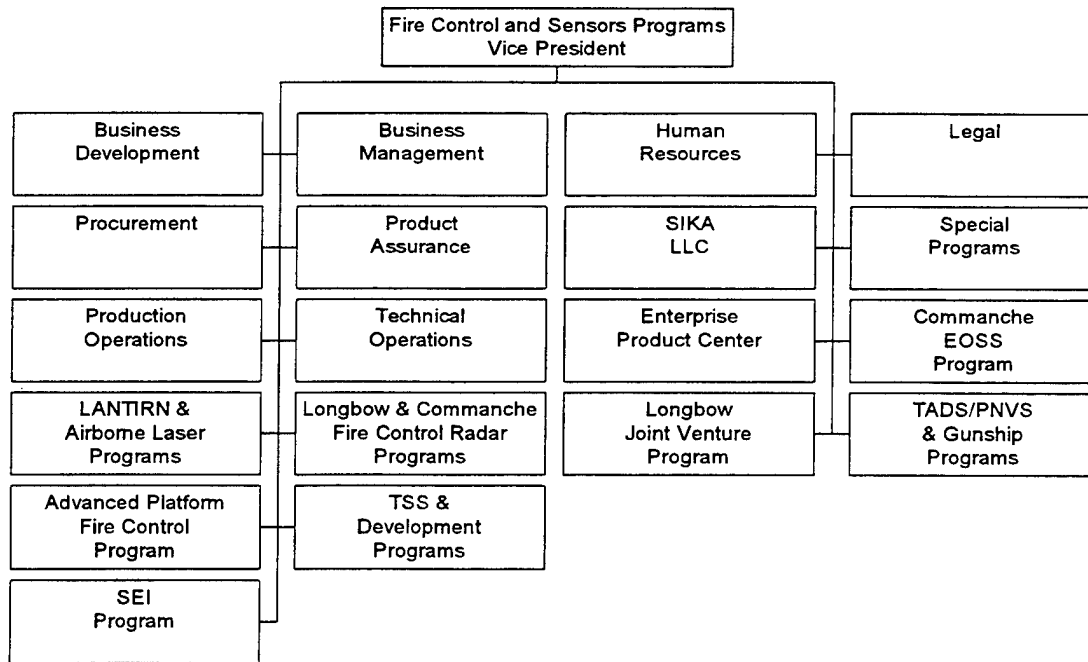 Fire Control and Sensors Programs
Vice President
Business
Development
Business
Management
Human
Resources
Legal
Procurement
Product
Assurance
SIKA
LLC
Special
Programs
Production
Operations
Technical
Operations
Enterprise
Product Center
Commanche
EOSS
Program
LANTIRN &
Airborne Laser
Programs
Longbow & Commanche
Fire Control Radar
Programs
Longbow
Joint Venture
Program
TADS/PNVS
& Gunship
Programs
Advanced Platform
Fire Control
Program
TSS &
Development
Programs
SEI
Program